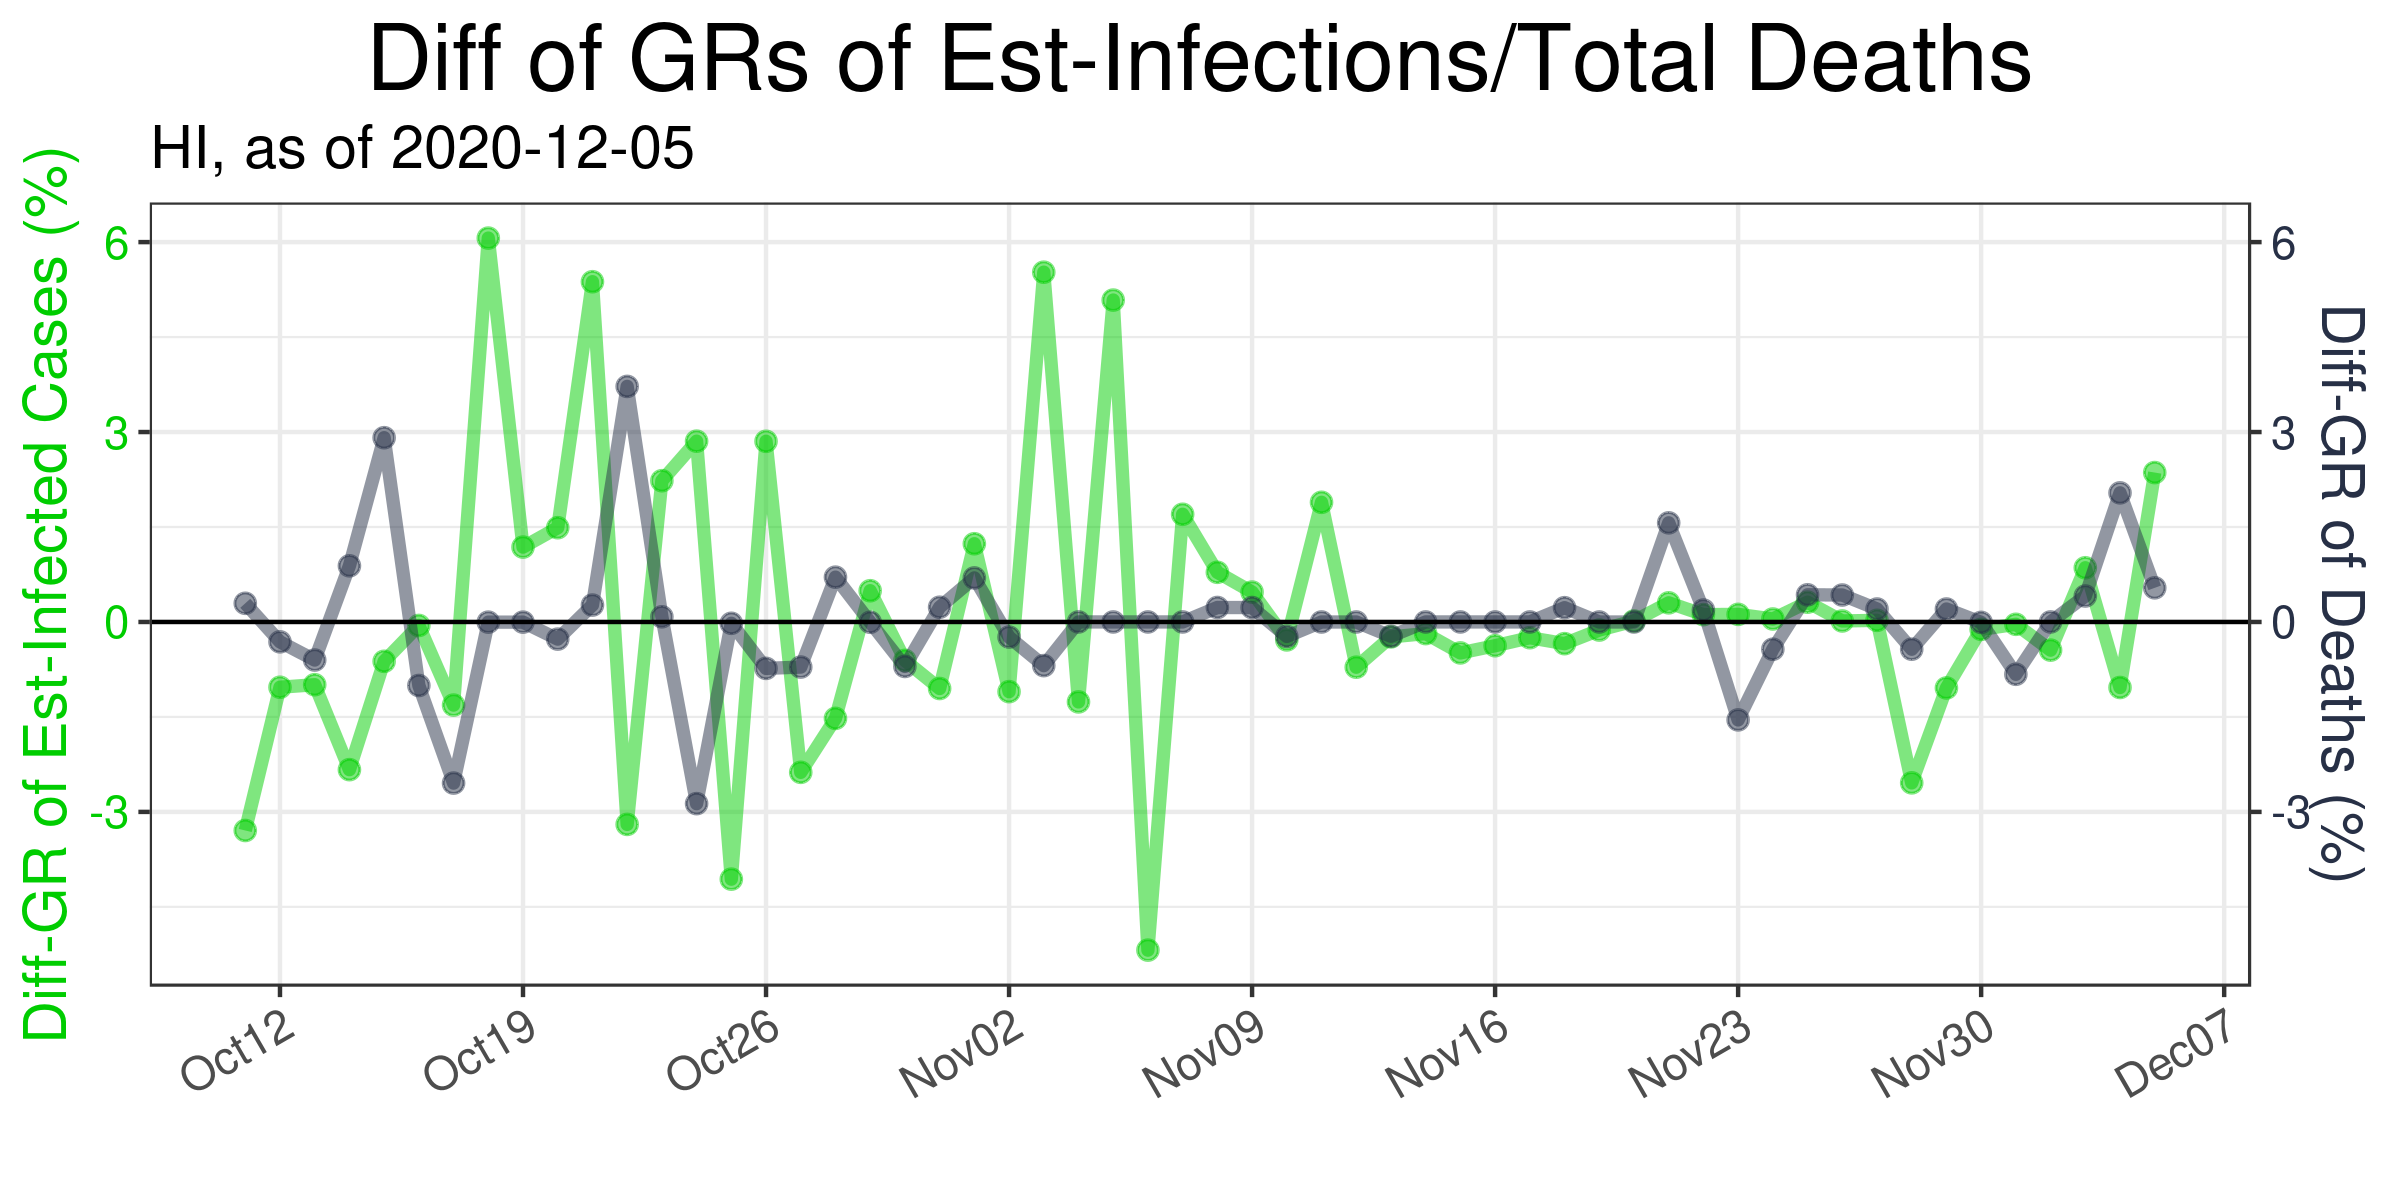 Diff of GRs of Est-Infections/Total Deaths
HI, as of 2020-12-05
Diff-GR of Est-Infected Cases (%)
6
3
0
-3
6
3
0
-3
Diff-GR of Deaths (%)
Oct12
Oct19
Oct26
Nov02
Nov09
Nov16
Nov23
Nov30
Dec07